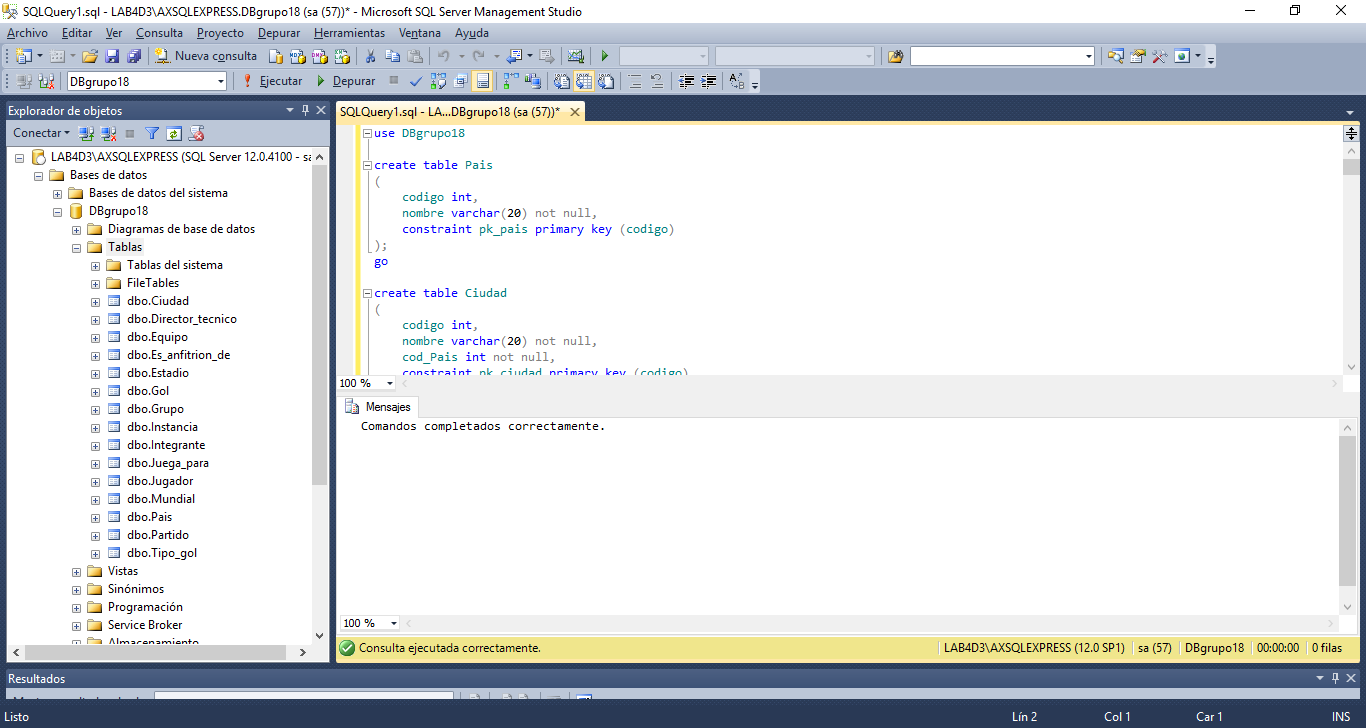 SQLQuery1.sql - LAB4D3\AXSQLEXPRESS.DBgrupo18 (sa (57))* - Microsoft SQL Server Management Studio
Archivo Editar Ver Consulta Proyecto Depurar Herramientas Ventana Ayuda
Nueva consulta
DBgrupo18 Ejecutar Depurar
Explorador de objetos
Conectar
LAB4D3\AXSQLEXPRESS (SQL Server 12.0.4100 - sa
Bases de datos
Bases de datos del sistema
DBgrupo18
Diagramas de base de datos
Tablas
Tablas del sistema
FileTables
dbo.Ciudad
dbo.Director_tecnico
dbo.Equipo
dbo.Es_anfitrion_de
dbo.Estadio
dbo.Gol
dbo.Grupo
dbo.Instancia
dbo.Integrante
dbo.Juega_para
dbo.Jugador
dbo.Mundial
dbo.Pais
dbo.Partido
dbo.Tipo_gol
Vistas
Sinónimos
Programación
Service Broker
Almacenamiento
SQLQuery1.sql - LA...DBgrupo18 (sa (57))*
use DBgrupo18
create table Pais
(
codigo int,
nombre varchar(20) not null,
constraint pk_pais primary key (codigo)
);
go
create table Ciudad
(
codigo int,
nombre varchar(20) not null,
cod_Pais int not null,
constraint pk_ciudad primary key (codigo)
100 %
Mensajes
Comandos completados correctamente.
100 %
Consulta ejecutada correctamente. LAB4D3\AXSQLEXPRESS (12.0 SP1) sa (57) DBgrupo18 00:00:00 0 filas
Resultados
Listo Lín 2 Col 1 Car 1 INS